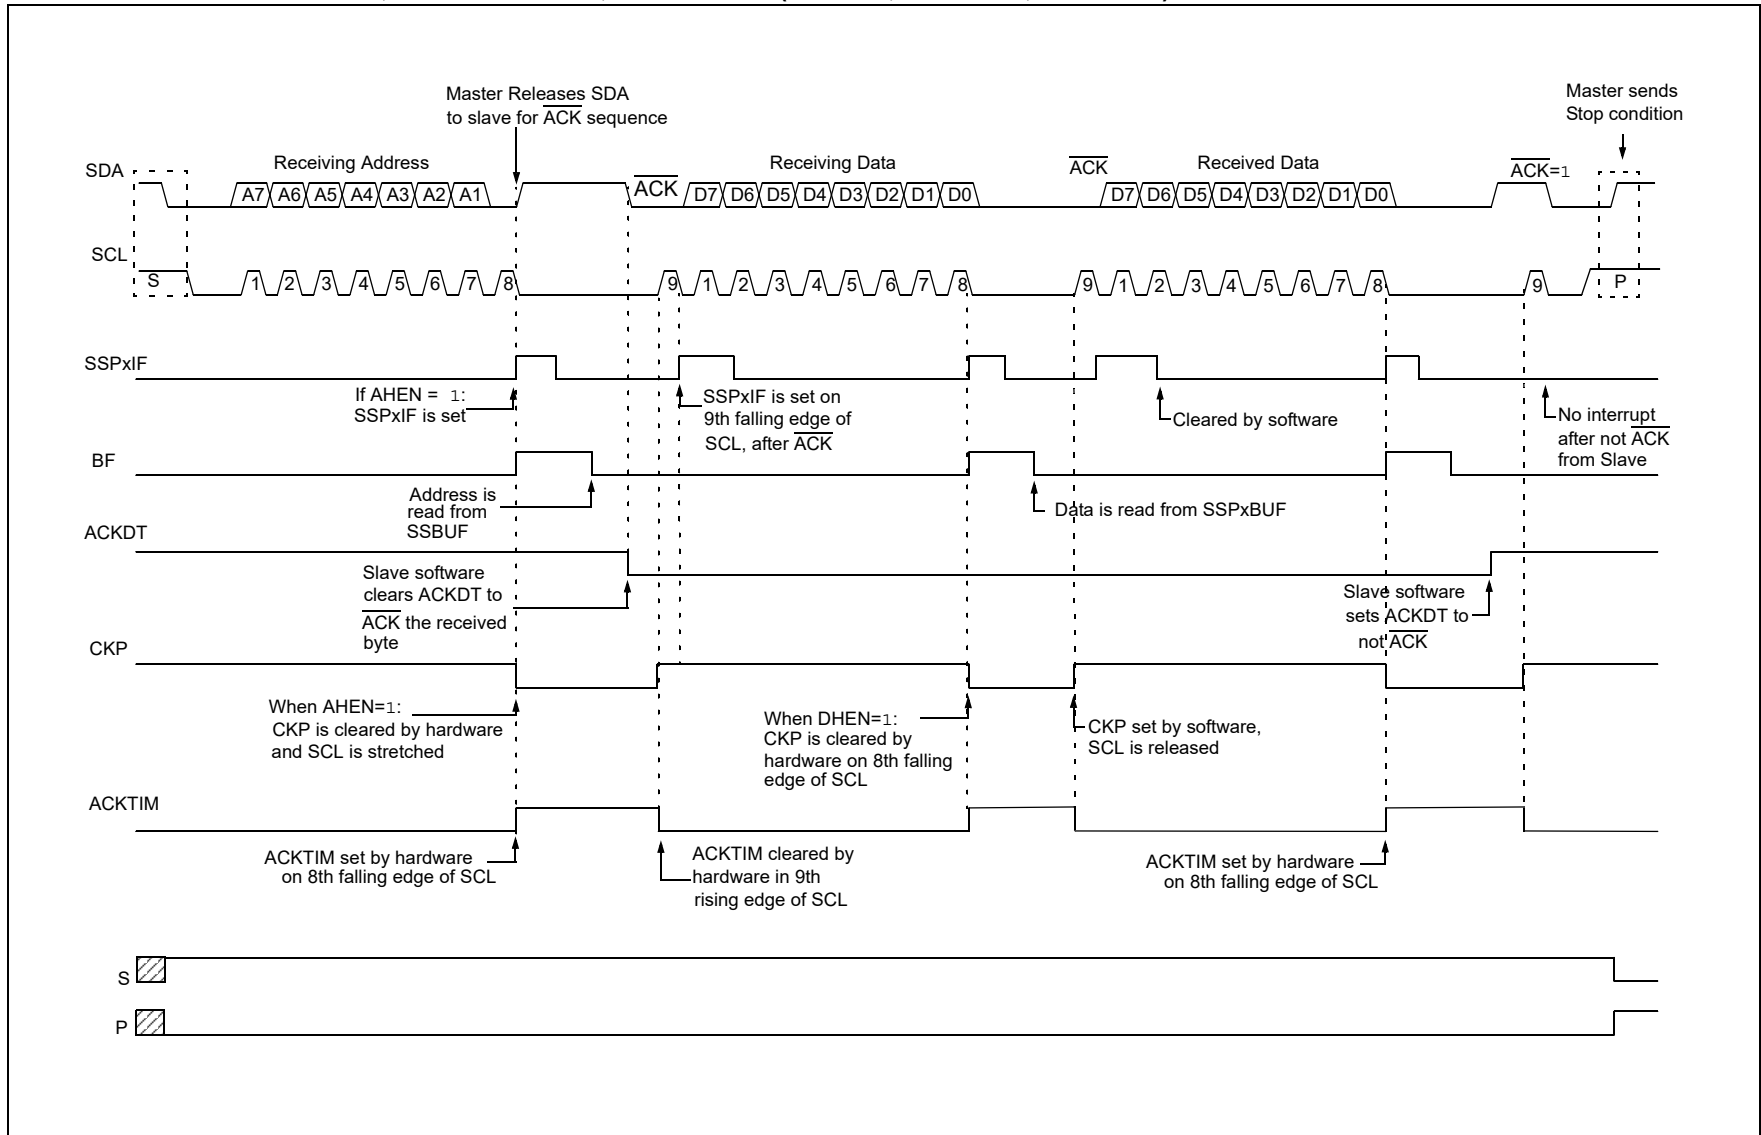 Master Releases SDA
to slave for ACK sequence
Master sends
Stop condition
SDA
Receiving Address
Receiving Data
ACK
Received Data
ACK=1
A7 A6 A5 A4 A3 A2 A1
ACK
D7 D6 D5 D4 D3 D2 D1 D0
D7 D6 D5 D4 D3 D2 D1 D0
SCL
S
1 2 3 4 5 6 7 8
9 1 2 3 4 5 6 7 8
9 1 2 3 4 5 6 7 8
9
P
SSPxIF
If AHEN = 1:
SSPxIF is set
SSPxIF is set on
9th falling edge of
SCL, after ACK
Cleared by software
No interrupt
after not ACK
from Slave
BF
Address is
read from
SSBUF
Data is read from SSPxBUF
ACKDT
Slave software
clears ACKDT to
ACK the received
byte
Slave software
sets ACKDT to
not ACK
CKP
When AHEN=1:
CKP is cleared by hardware
and SCL is stretched
When DHEN=1:
CKP is cleared by
hardware on 8th falling
edge of SCL
CKP set by software,
SCL is released
ACKTIM
ACKTIM set by hardware
on 8th falling edge of SCL
ACKTIM cleared by
hardware in 9th
rising edge of SCL
ACKTIM set by hardware
on 8th falling edge of SCL
S
P